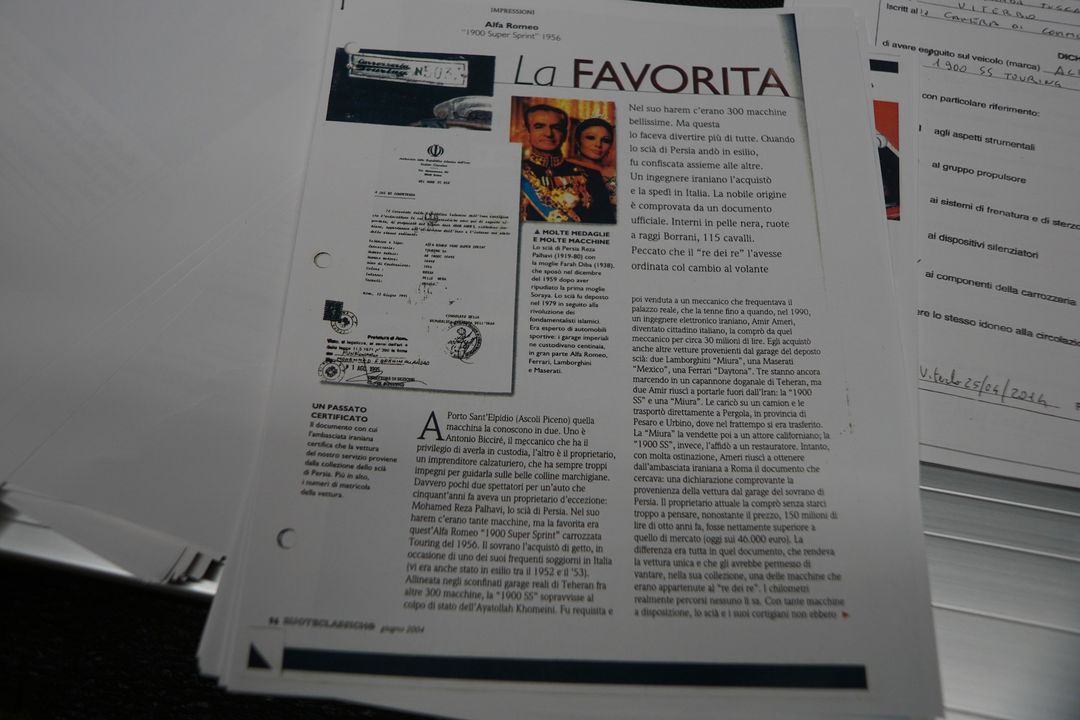 IMPRESSIONI
Alfa Romeo
"1900 Super Sprint" 1956
La FAVORITA
Nel suo harem c'erano 300 macchine
bellissime. Ma questa
lo faceva divertire più di tutte. Quando
lo scià di Persia andò in esilio,
fu confiscata assieme alle altre.
Un ingegnere iraniano l'acquistò
e la spedì in Italia. La nobile origine
è comprovata da un documento
ufficiale. Interni in pelle nera, ruote
a raggi Borrani, 115 cavalli.
Peccato che il "re dei re" l'avesse
ordinata col cambio al volante
▲ MOLTE MEDAGLIE
E MOLTE MACCHINE
Lo scià di Persia Reza
Palhavi (1919-80) con
la moglie Farah Diba (1938),
che sposò nel dicembre
del 1959 dopo aver
ripudiato la prima moglie
Soraya. Lo scià fu deposto
nel 1979 in seguito alla
rivoluzione dei
fondamentalisti islamici.
Era esperto di automobili
sportive: i garage imperiali
ne custodivano centinaia,
in gran parte Alfa Romeo,
Ferrari, Lamborghini
e Maserati.
UN PASSATO
CERTIFICATO
Il documento con cui
l'ambasciata iraniana
certifica che la vettura
del nostro servizio proviene
dalla collezione dello scià
di Persia. Più in alto,
i numeri di matricola
della vettura.
A Porto Sant'Elpidio (Ascoli Piceno) quella
macchina la conoscono in due. Uno è
Antonio Bicciré, il meccanico che ha il
privilegio di averla in custodia, l'altro è il proprietario,
un imprenditore calzaturiero, che ha sempre troppi
impegni per guidarla sulle belle colline marchigiane.
Davvero pochi due spettatori per un'auto che
cinquant'anni fa aveva un proprietario d'eccezione:
Mohamed Reza Palhavi, lo scià di Persia. Nel suo
harem c'erano tante macchine, ma la favorita era
quest'Alfa Romeo "1900 Super Sprint" carrozzata
Touring del 1956. Il sovrano l'acquistò di getto, in
occasione di uno dei suoi frequenti soggiorni in Italia
(vi era anche stato in esilio tra il 1952 e il '53).
Allineata negli sconfinati garage reali di Teheran fra
altre 300 macchine, la "1900 SS" sopravvisse al
colpo di stato dell'Ayatollah Khomeini. Fu requisita e
poi venduta a un meccanico che frequentava il
palazzo reale, che la tenne fino a quando, nel 1990,
un ingegnere eletronico iraniano, Amir Ameri,
diventato cittadino italiano, la comprò da quel
meccanico per circa 30 milioni di lire. Egli acquistò
anche altre vetture provenienti dal garage del deposto
scià: due Lamborghini "Miura", una Maserati
"Mexico", una Ferrari "Daytona". Tre stanno ancora
marcendo in un capannone doganale di Teheran, ma
due Amir riuscì a portarle fuori dall'Iran: la "1900
SS" e una "Miura". Le caricò su un camion e le
trasportò direttamente a Pergola, in provincia di
Pesaro e Urbino, dove nel frattempo si era trasferito.
La "Miura" la vendette poi a un attore californiano; la
"1900 SS", invece, l'affidò a un restauratore. Intanto,
con molta ostinazione, Ameri riuscì a ottenere
dall'ambasciata iraniana a Roma il documento che
cercava: una dichiarazione comprovante la
provenienza della vettura dal garage del sovrano di
Persia. Il proprietario attuale la comprò senza starci
troppo a pensare, nonostante il prezzo, 150 milioni di
lire di otto anni fa, fosse nettamente superiore a
quello di mercato (oggi sui 46.000 euro). La
differenza era tutta in quel documento, che rendeva
la vettura unica e che gli avrebbe permesso di
vantare, nella sua collezione, una delle macchine che
erano appartenute al "re dei re". I chilometri
realmente percorsi nessuno li sa. Con tante macchine
a disposizione, lo scià e i suoi cortigiani non ebbero ►
96 RUOTECLASSICHE giugno 2004
VITERBO
Iscritt al
di avere eseguito sul veicolo (marca)
1900 SS TOURING
con particolare riferimento:
agli aspetti strumentali
al gruppo propulsore
ai sistemi di frenatura e di sterzo
ai dispositivi silenziatori
ai componenti della carrozzeria
ere lo stesso idoneo alla circolazio
25/04/2014